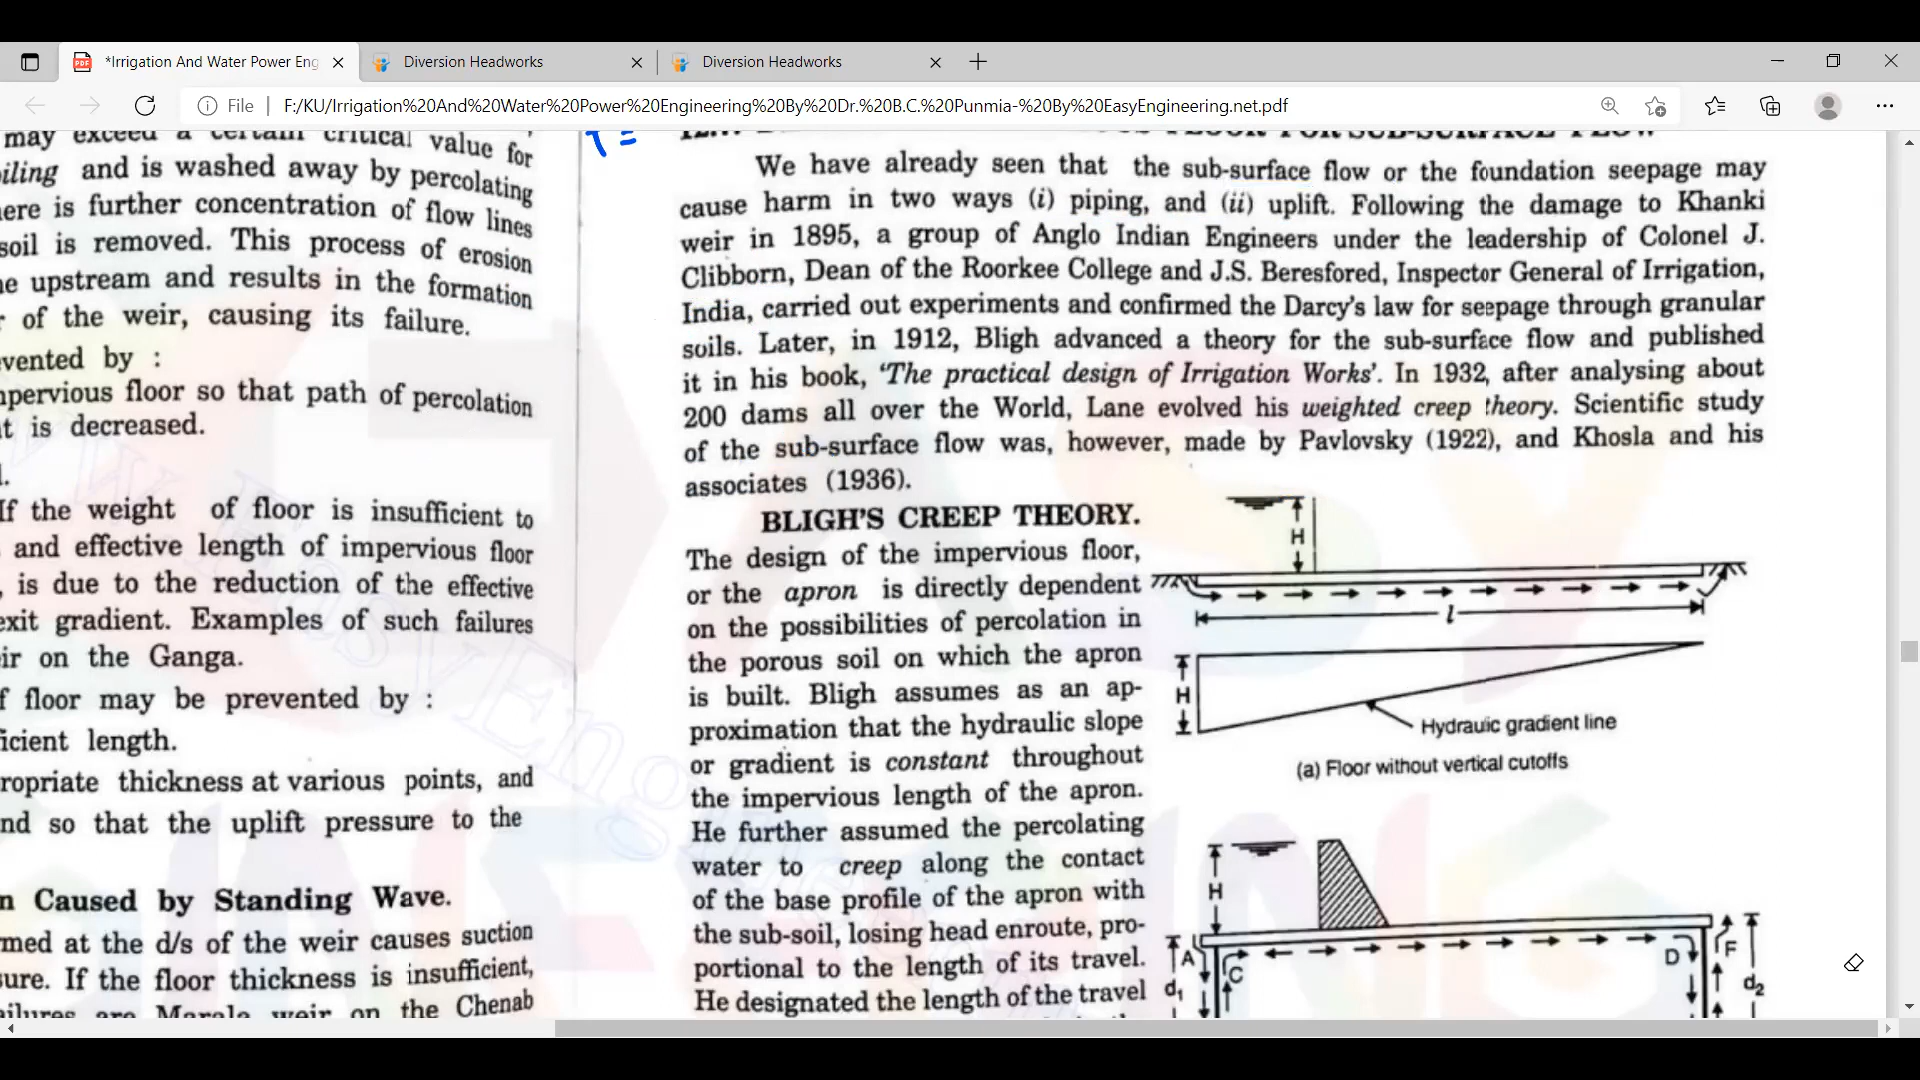 *Irrigation And Water Power Eng
Diversion Headworks
Diversion Headworks
File
F:/KU/Irrigation%20And%20Water%20Power%20Engineering%20By%20Dr.%20B.C.%20Punmia-%20By%20EasyEngineering.net.pdf
may exceed a certain critical value for
iling and is washed away by percolating
ere is further concentration of flow lines
soil is removed. This process of erosion
e upstream and results in the formation
of the weir, causing its failure.
vented by :
pervious floor so that path of percolation
t is decreased.
If the weight of floor is insufficient to
and effective length of impervious floor
, is due to the reduction of the effective
exit gradient. Examples of such failures
ir on the Ganga.
f floor may be prevented by :
icient length.
ropriate thickness at various points, and
nd so that the uplift pressure to the
n Caused by Standing Wave.
med at the d/s of the weir causes suction
sure. If the floor thickness is insufficient,
ailures are Marala weir on the Chenab
FLOOR FOR SUB-SURFACE FLOW
We have already seen that the sub-surface flow or the foundation seepage may
cause harm in two ways (i) piping, and (ii) uplift. Following the damage to Khanki
weir in 1895, a group of Anglo Indian Engineers under the leadership of Colonel J.
Clibborn, Dean of the Roorkee College and J.S. Beresfored, Inspector General of Irrigation,
India, carried out experiments and confirmed the Darcy's law for seepage through granular
soils. Later, in 1912, Bligh advanced a theory for the sub-surface flow and published
it in his book, 'The practical design of Irrigation Works'. In 1932, after analysing about
200 dams all over the World, Lane evolved his weighted creep theory. Scientific study
of the sub-surface flow was, however, made by Pavlovsky (1922), and Khosla and his
associates (1936).
BLIGH'S CREEP THEORY.
The design of the impervious floor,
or the apron is directly dependent
on the possibilities of percolation in
the porous soil on which the apron
is built. Bligh assumes as an ap-
proximation that the hydraulic slope
or gradient is constant throughout
the impervious length of the apron.
He further assumed the percolating
water to creep along the contact
of the base profile of the apron with
the sub-soil, losing head enroute, pro-
portional to the length of its travel.
He designated the length of the travel
H
l
H
Hydraulic gradient line
(a) Floor without vertical cutoffs
H
A
C
D
F
d1
d2